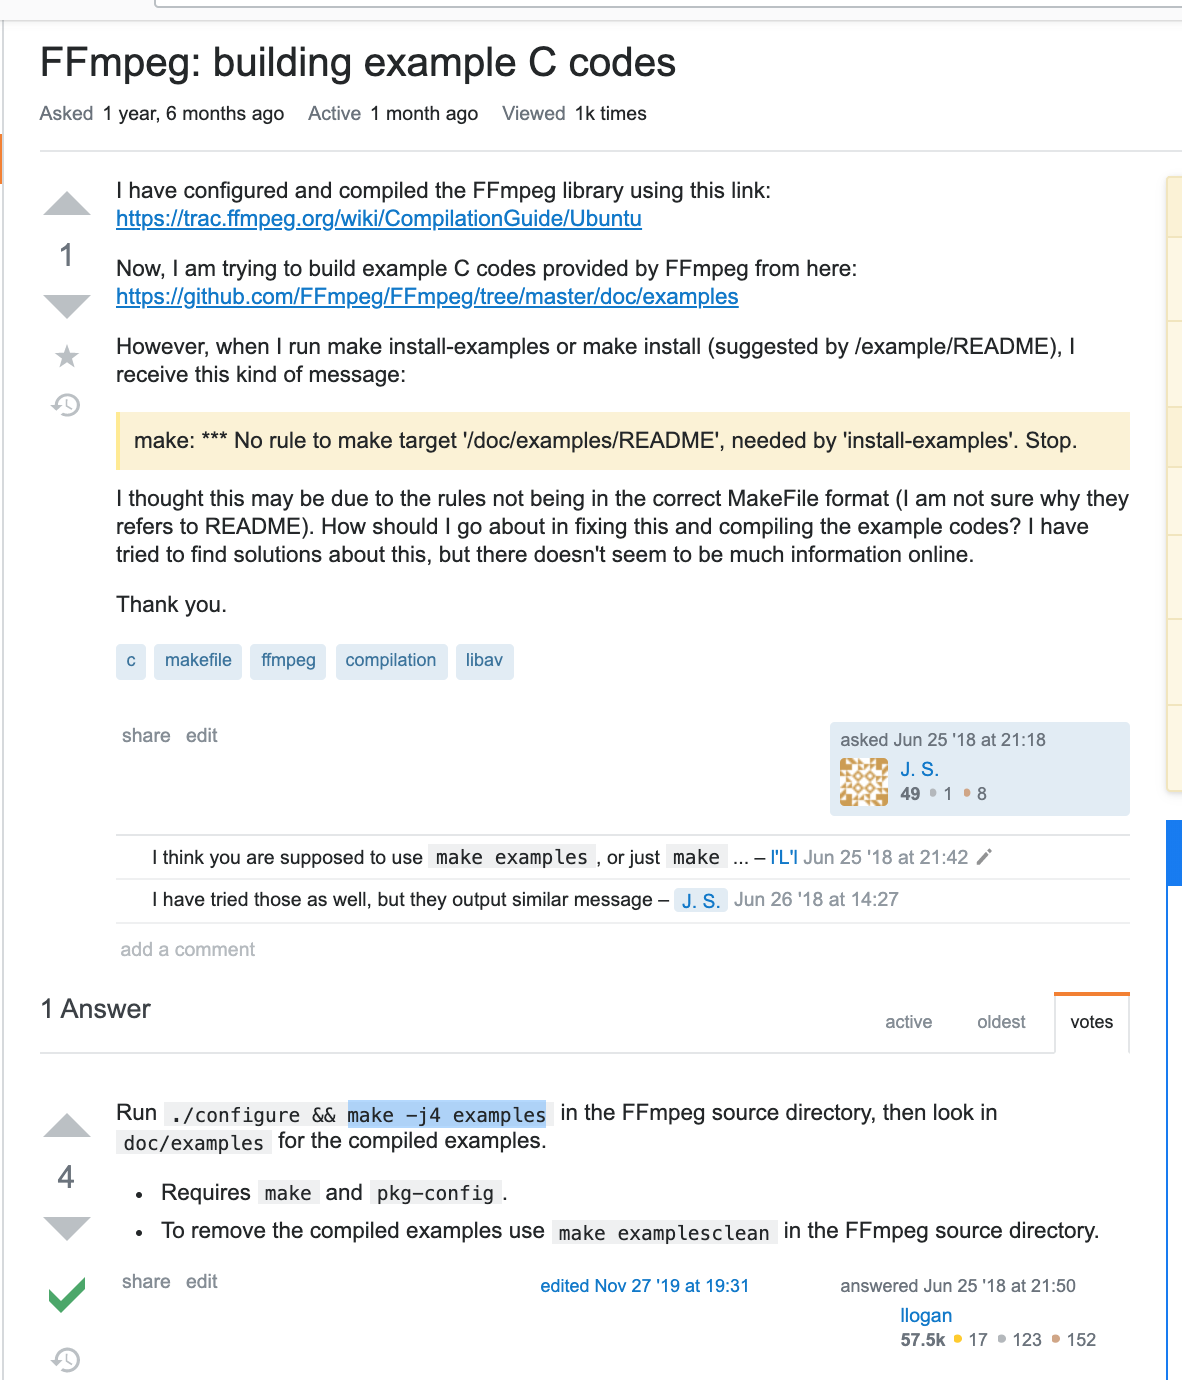 FFmpeg: building example C codes
Asked 1 year, 6 months ago Active 1 month ago Viewed 1k times
I have configured and compiled the FFmpeg library using this link:
https://trac.ffmpeg.org/wiki/CompilationGuide/Ubuntu
1
Now, I am trying to build example C codes provided by FFmpeg from here:
https://github.com/FFmpeg/FFmpeg/tree/master/doc/examples
However, when I run make install-examples or make install (suggested by /example/README), I
receive this kind of message:
make: *** No rule to make target '/doc/examples/README', needed by 'install-examples'. Stop.
I thought this may be due to the rules not being in the correct MakeFile format (I am not sure why they
refers to README). How should I go about in fixing this and compiling the example codes? I have
tried to find solutions about this, but there doesn't seem to be much information online.
Thank you.
c makefile ffmpeg compilation libav
share edit
asked Jun 25 '18 at 21:18
J. S.
49 1 8
I think you are supposed to use make examples , or just make ... – l'L'l Jun 25 '18 at 21:42
I have tried those as well, but they output similar message – J. S. Jun 26 '18 at 14:27
add a comment
1 Answer
active oldest votes
Run ./configure && make -j4 examples in the FFmpeg source directory, then look in
doc/examples for the compiled examples.
4
• Requires make and pkg-config .
• To remove the compiled examples use make examplesclean in the FFmpeg source directory.
share edit
edited Nov 27 '19 at 19:31
answered Jun 25 '18 at 21:50
llogan
57.5k 17 123 152